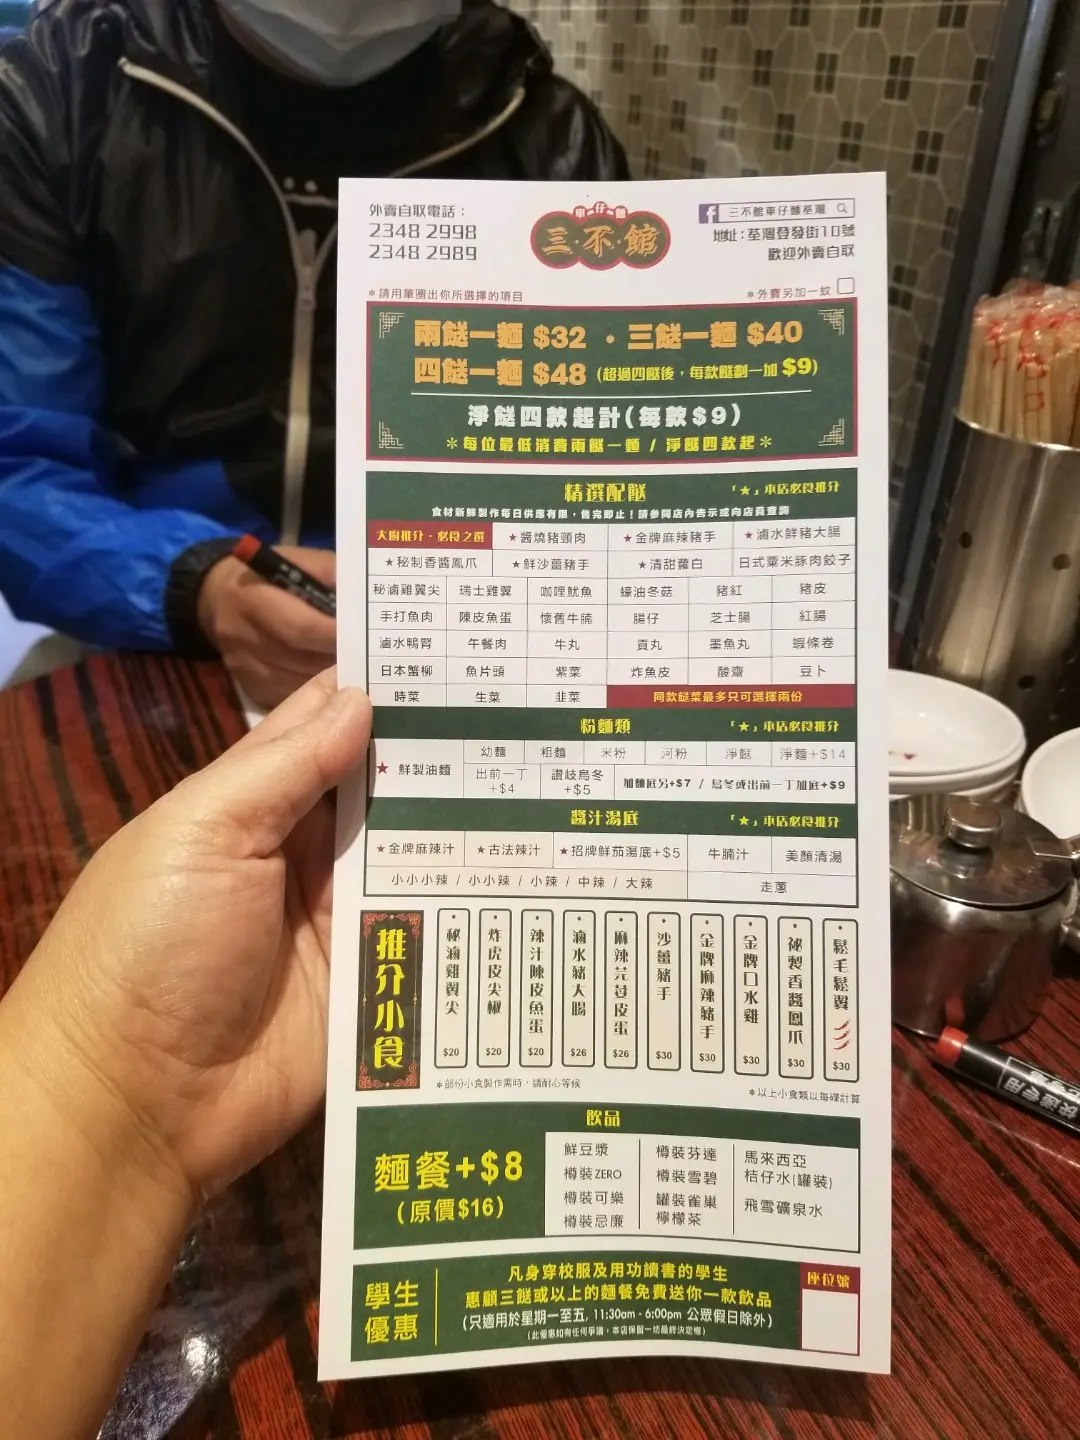 外賣自取電話：
2348 2998
2348 2989
車仔麵
三·不·館
f 三不館車仔麵荃灣
地址：荃灣登發街10號
歡迎外賣自取
＊請用筆圈出你所選擇的項目
＊外賣另加一蚊
兩餸一麵 $32 · 三餸一麵 $40
四餸一麵 $48 (超過四餸後，每款餸劃一加 $9)
淨餸四款起計(每款$9)
＊每位最低消費兩餸一麵 / 淨餸四款起＊
精選配餸 「★」本店必食推介
食材新鮮製作每日供應有限，售完即止！請參閱店內告示或向店員查詢
大廚推介·必食之選 ★醬燒豬頸肉 ★金牌麻辣豬手 ★滷水鮮豬大腸
★秘制香醬鳳爪 ★鮮沙薑豬手 ★清甜蘿白 日式粟米豚肉餃子
秘滷雞翼尖 瑞士雞翼 咖喱魷魚 蠔油冬菇 豬紅 豬皮
手打魚肉 陳皮魚蛋 懷舊牛腩 腸仔 芝士腸 紅腸
滷水鴨腎 午餐肉 牛丸 貢丸 墨魚丸 蝦條卷
日本蟹柳 魚片頭 紫菜 炸魚皮 酸齋 豆卜
時菜 生菜 韭菜 同款餸菜最多只可選擇兩份
粉麵類 「★」本店必食推介
★ 鮮製油麵 幼麵 粗麵 米粉 河粉 淨餸 淨麵+$14
出前一丁+$4 讚岐烏冬+$5 加麵底另+$7 / 烏冬或出前一丁加底+$9
醬汁湯底 「★」本店必食推介
★金牌麻辣汁 ★古法辣汁 ★招牌鮮茄湯底+$5 牛腩汁 美顏清湯
小小小辣 / 小小辣 / 小辣 / 中辣 / 大辣 走蔥
推介小食
秘滷雞翼尖 $20
炸虎皮尖椒 $20
辣汁陳皮魚蛋 $20
滷水豬大腸 $26
麻辣芫荽皮蛋 $26
沙薑豬手 $30
金牌麻辣豬手 $30
金牌口水雞 $30
祕製香醬鳳爪 $30
鬆毛鬆翼 $30
＊部份小食製作需時，請耐心等候
＊以上小食類以每碟計算
飲品
麵餐+$8
(原價$16)
鮮豆漿
樽裝ZERO
樽裝可樂
樽裝忌廉
樽裝芬達
樽裝雪碧
罐裝雀巢
檸檬茶
馬來西亞
桔仔水(罐裝)
飛雪礦泉水
學生
優惠
凡身穿校服及用功讀書的學生
惠顧三餸或以上的麵餐免費送你一款飲品
(只適用於星期一至五, 11:30am - 6:00pm 公眾假日除外)
(此優惠如有任何爭議，本店保留一切最終決定權)
座位號